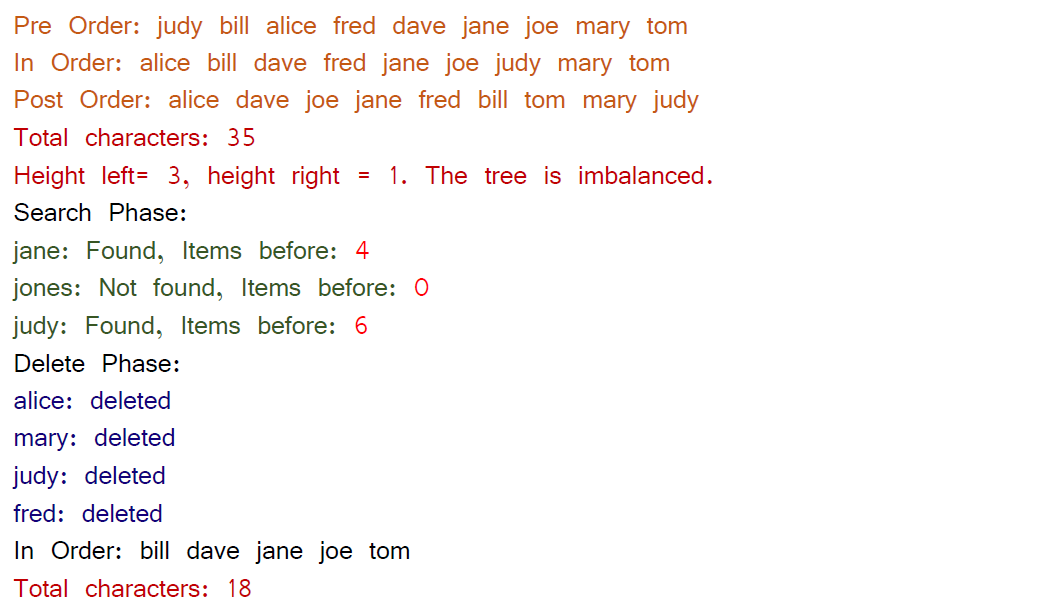 Pre Order: judy bill alice fred dave jane joe mary tom
In Order: alice bill dave fred jane joe judy mary tom
Post Order: alice dave joe jane fred bill tom mary judy
Total characters: 35
Height left= 3, height right = 1. The tree is imbalanced.
Search Phase:
jane: Found, Items before: 4
jones: Not found, Items before: 0
judy: Found, Items before: 6
Delete Phase:
alice: deleted
mary: deleted
judy: deleted
fred: deleted
In Order: bill dave jane joe tom
Total characters: 18